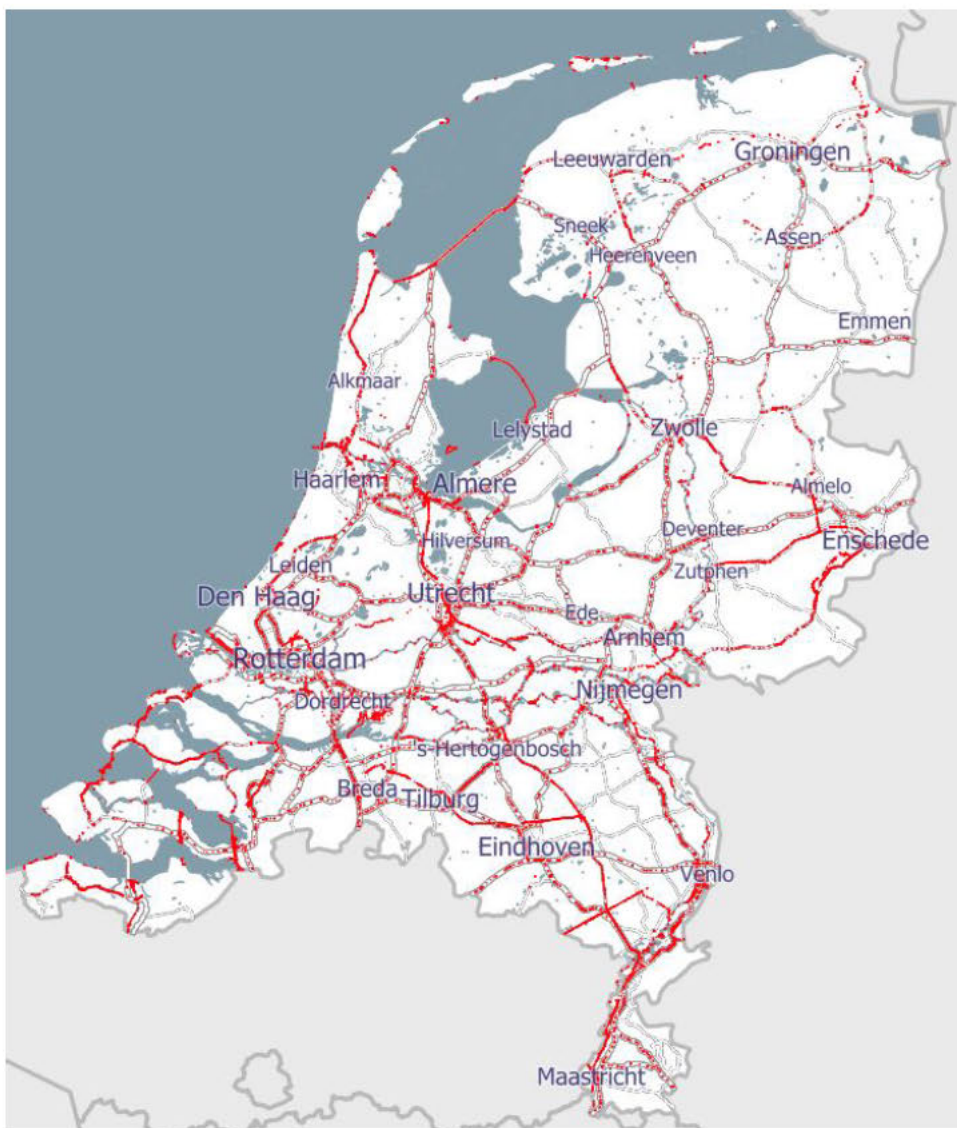 Leeuwarden
Groningen
Sneek
Assen
Heerenveen
Emmen
Alkmaar
Lelystad
Zwolle
Haarlem
Almere
Almelo
Hilversum
Deventer
Enschede
Leiden
Zutphen
Den Haag
Utrecht
Ede
Arnhem
Rotterdam
Nijmegen
Dordrecht
's-Hertogenbosch
Breda
Tilburg
Eindhoven
Venlo
Maastricht